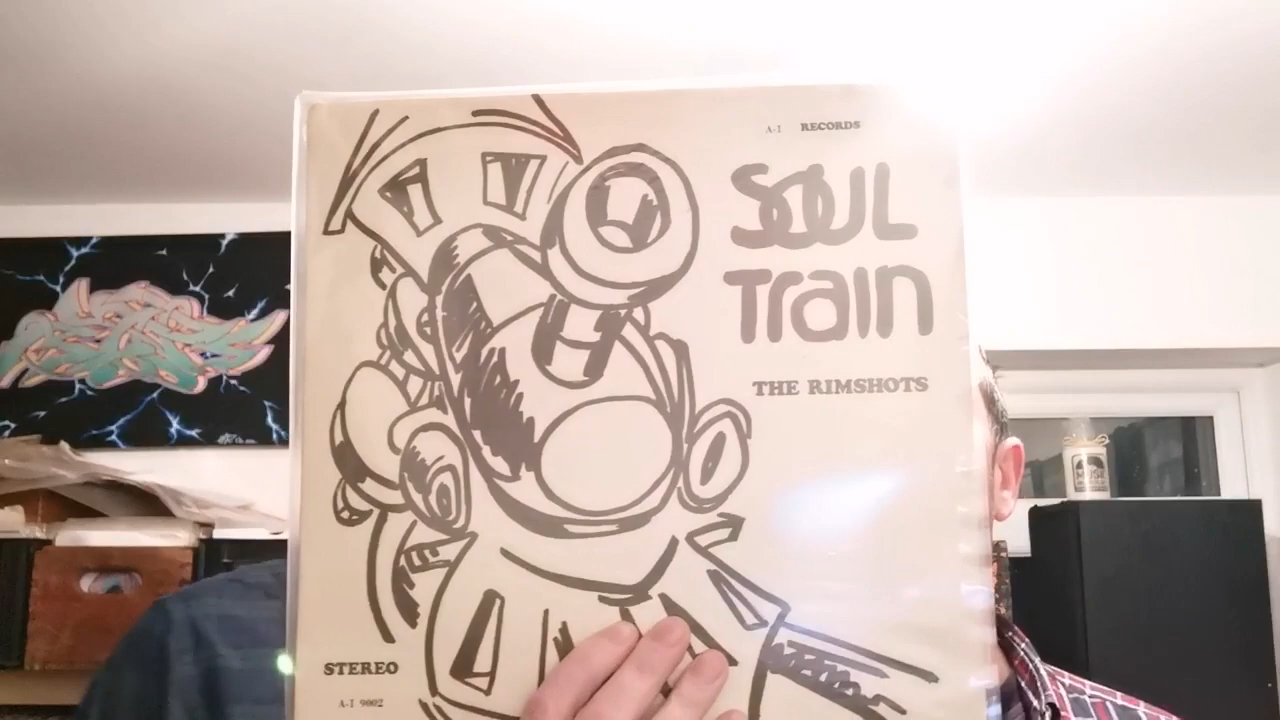 A-1 RECORDS
SOUL
Train
THE RIMSHOTS
STEREO
A-1 9002